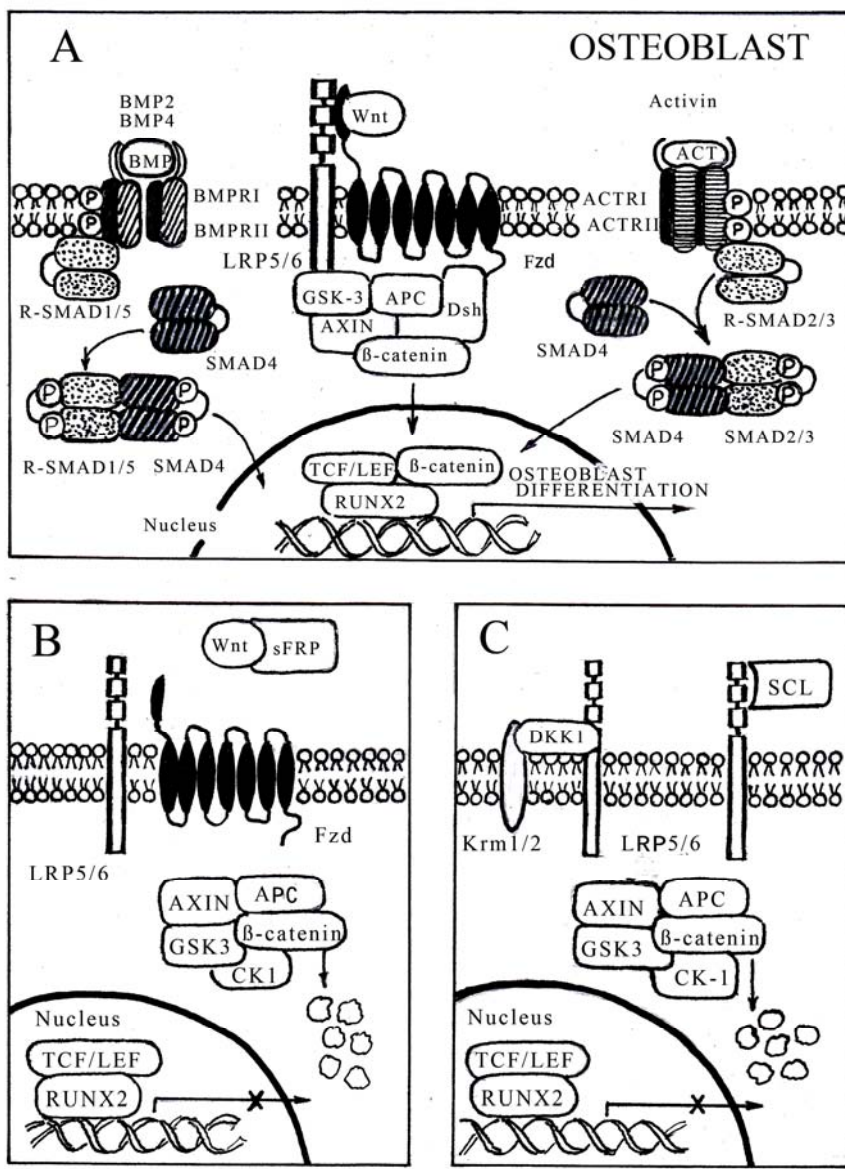 A
OSTEOBLAST
BMP2
BMP4
Activin
Wnt
BMP
ACT
P
P
BMPRI
BMPRII
LRP5/6
Fzd
ACTRI
ACTRII
P
P
R-SMAD1/5
SMAD4
GSK-3
APC
Dsh
AXIN
ß-catenin
SMAD4
R-SMAD2/3
P
P
P
P
R-SMAD1/5
SMAD4
P
P
P
P
SMAD4
SMAD2/3
Nucleus
TCF/LEF
ß-catenin
RUNX2
OSTEOBLAST
DIFFERENTIATION
B
Wnt
sFRP
LRP5/6
Fzd
AXIN
APC
GSK3
ß-catenin
CK1
Nucleus
TCF/LEF
RUNX2
X
C
SCL
DKK1
Krm1/2
LRP5/6
AXIN
APC
GSK3
ß-catenin
CK-1
Nucleus
TCF/LEF
RUNX2
X